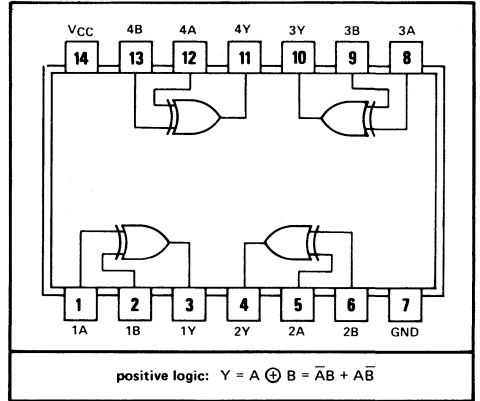 VCC 4B 4A 4Y 3Y 3B 3A
14 13 12 11 10 9 8
1 2 3 4 5 6 7
1A 1B 1Y 2Y 2A 2B GND
positive logic: Y = A ⊕ B = A̅B + AB̅